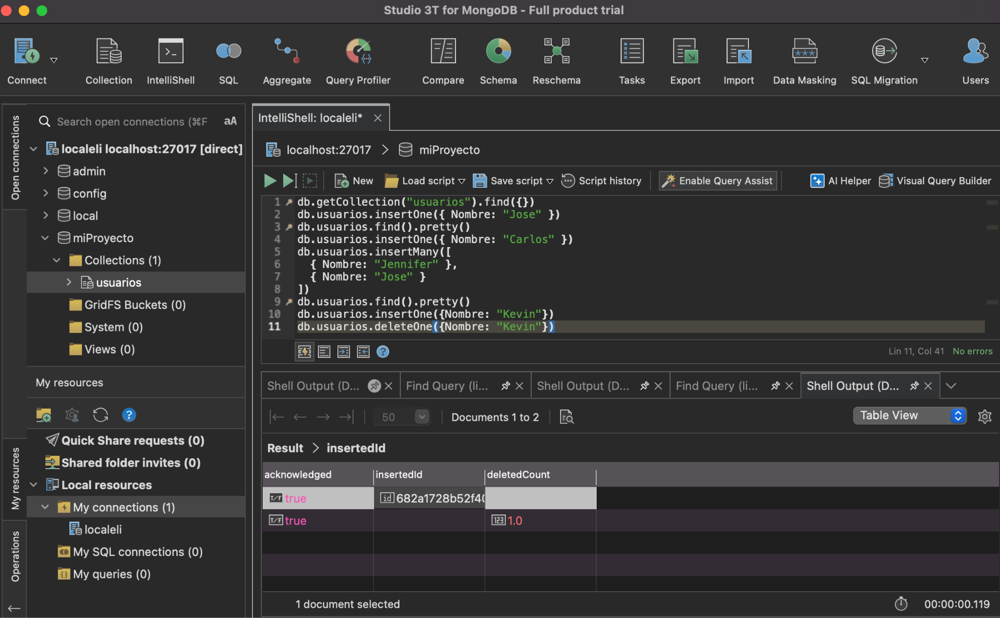 Studio 3T for MongoDB - Full product trial
Connect
Collection
IntelliShell
SQL
Aggregate
Query Profiler
Compare
Schema
Reschema
Tasks
Export
Import
Data Masking
SQL Migration
Users
Open connections
Search open connections (⌘F
aA
localeli localhost:27017 [direct]
admin
config
local
miProyecto
Collections (1)
usuarios
GridFS Buckets (0)
System (0)
Views (0)
My resources
My resources
Quick Share requests (0)
Shared folder invites (0)
Local resources
My connections (1)
localeli
My SQL connections (0)
My queries (0)
Operations
IntelliShell: localeli*
localhost:27017 > miProyecto
New
Load script
Save script
Script history
Enable Query Assist
AI Helper
Visual Query Builder
1 db.getCollection("usuarios").find({})
2 db.usuarios.insertOne({ Nombre: "Jose" })
3 db.usuarios.find().pretty()
4 db.usuarios.insertOne({ Nombre: "Carlos" })
5 db.usuarios.insertMany([
6 { Nombre: "Jennifer" },
7 { Nombre: "Jose" }
8 ])
9 db.usuarios.find().pretty()
10 db.usuarios.insertOne({Nombre: "Kevin"})
11 db.usuarios.deleteOne({Nombre: "Kevin"})
Lin 11, Col 41 No errors
Shell Output (D...
Find Query (li...
Shell Output (D...
Find Query (li...
Shell Output (D...
50
Documents 1 to 2
Table View
Result > insertedId
acknowledged insertedId deletedCount
T/F true id 682a1728b52f4
T/F true 123 1.0
1 document selected
00:00:00.119